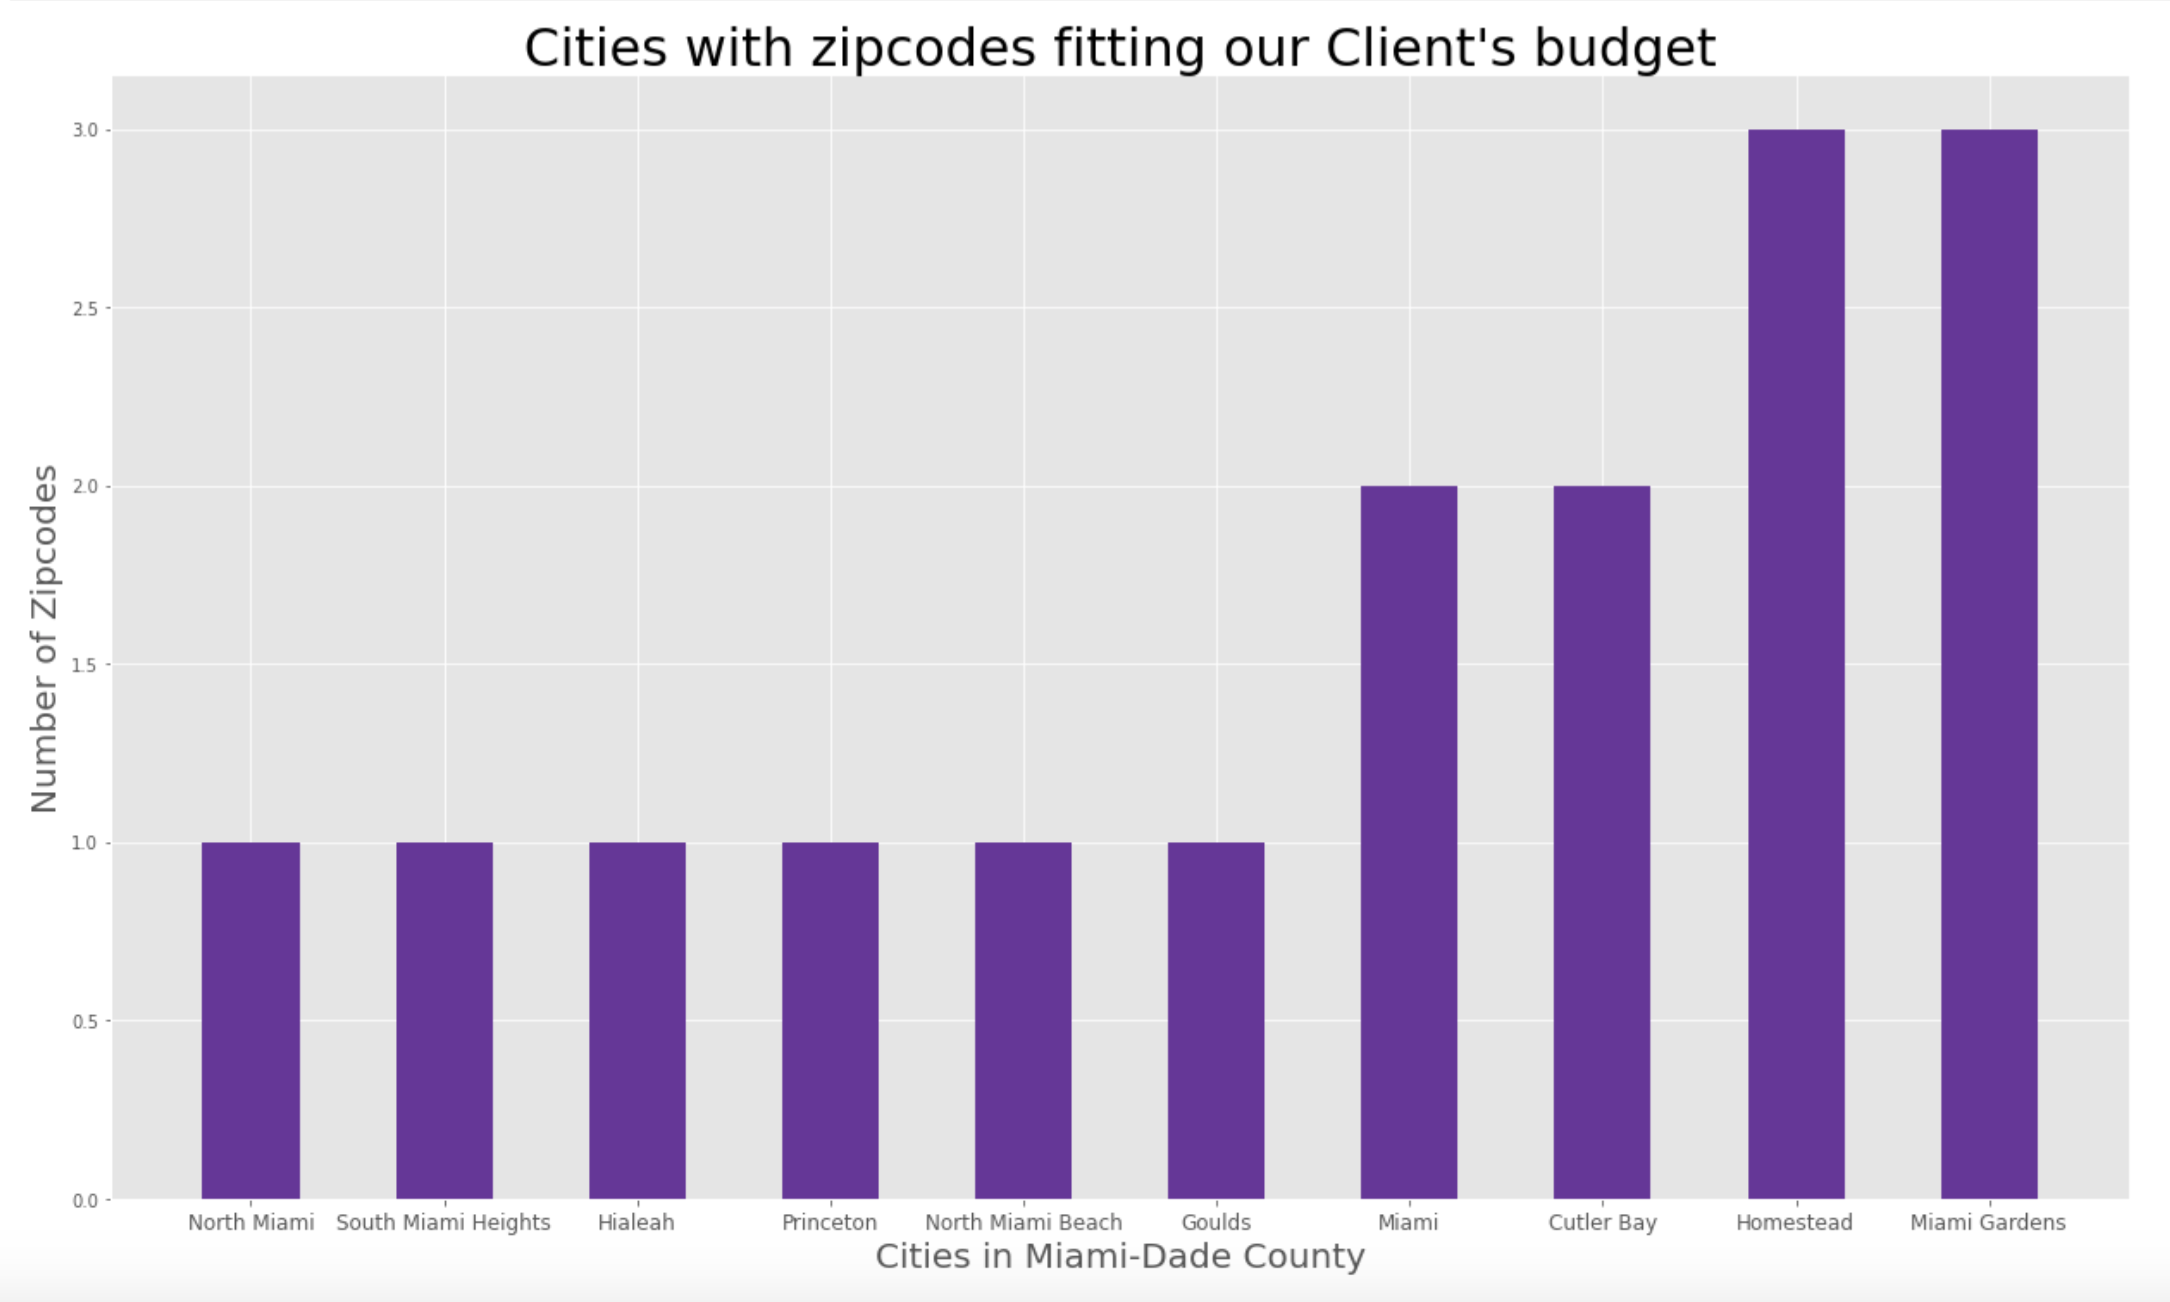 Cities with zipcodes fitting our Client's budget
Number of Zipcodes
3.0
2.5
2.0
1.5
1.0
0.5
0.0
North Miami
South Miami Heights
Hialeah
Princeton
North Miami Beach
Goulds
Miami
Cutler Bay
Homestead
Miami Gardens
Cities in Miami-Dade County